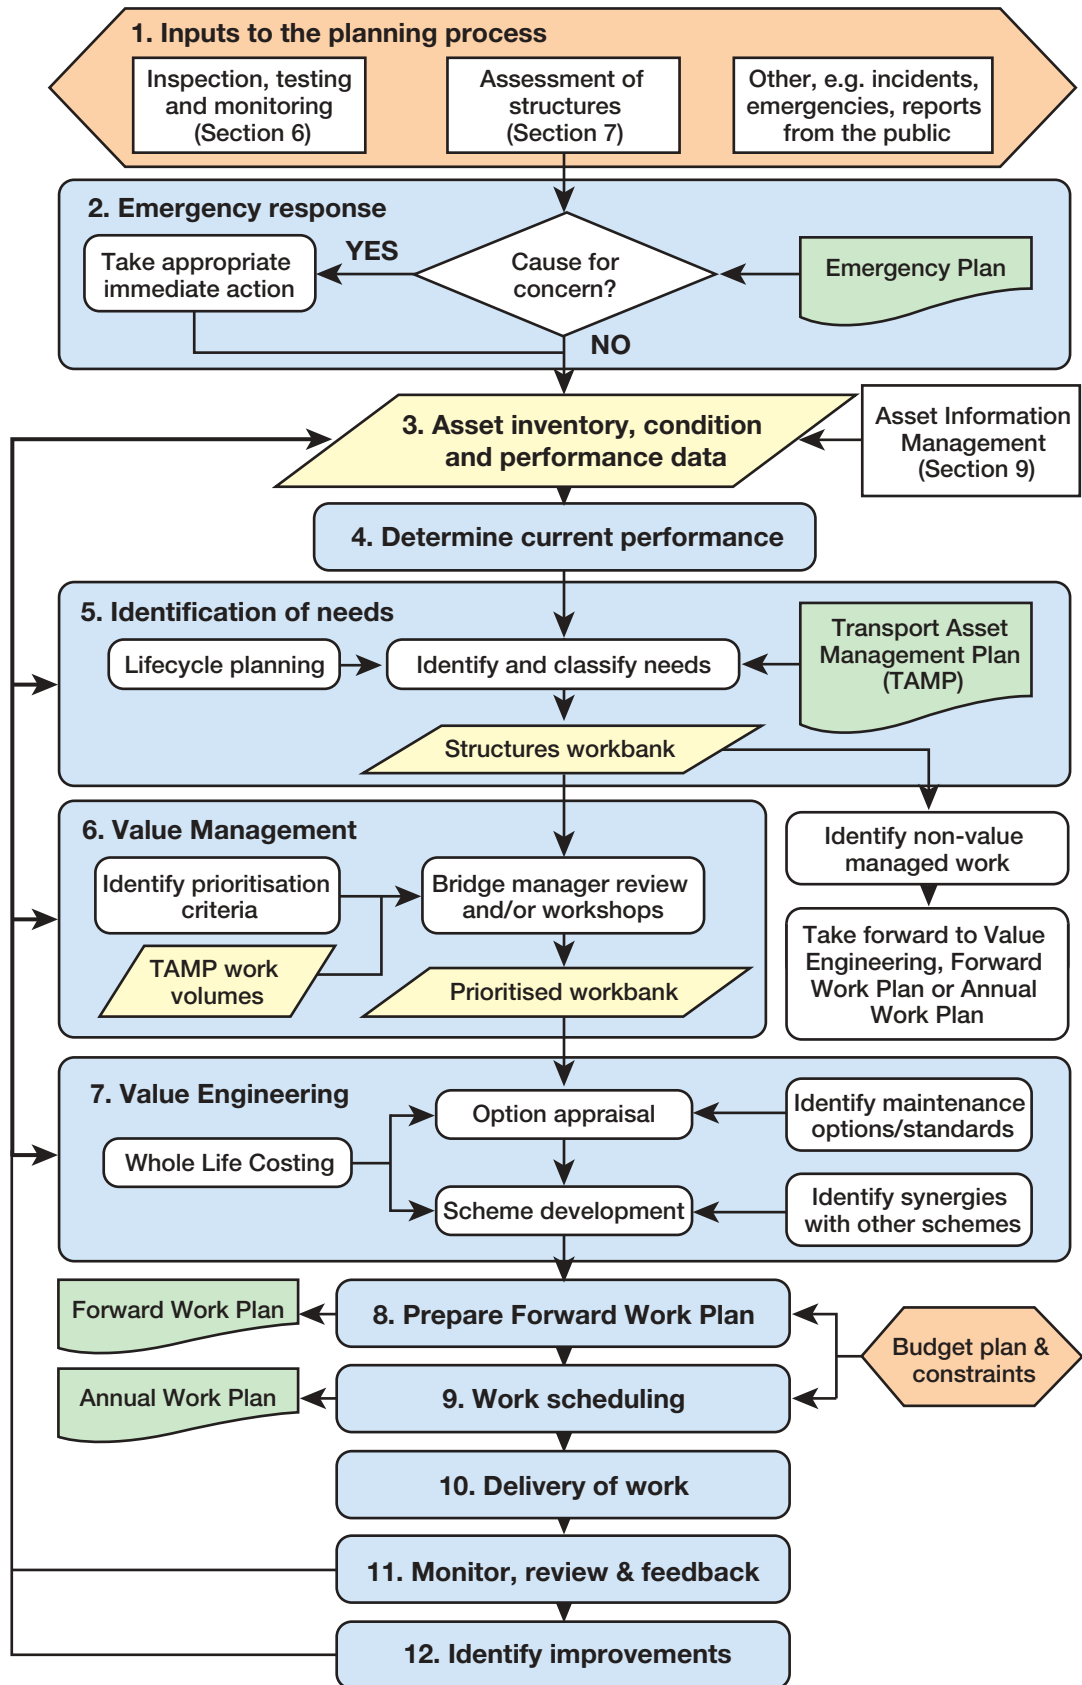 1. Inputs to the planning process
Inspection, testing
and monitoring
(Section 6)
Assessment of
structures
(Section 7)
Other, e.g. incidents,
emergencies, reports
from the public
2. Emergency response
Take appropriate
immediate action
YES
Cause for
concern?
Emergency Plan
NO
3. Asset inventory, condition
and performance data
Asset Information
Management
(Section 9)
4. Determine current performance
5. Identification of needs
Lifecycle planning
Identify and classify needs
Transport Asset
Management Plan
(TAMP)
Structures workbank
6. Value Management
Identify prioritisation
criteria
Bridge manager review
and/or workshops
Identify non-value
managed work
TAMP work
volumes
Prioritised workbank
Take forward to Value
Engineering, Forward
Work Plan or Annual
Work Plan
7. Value Engineering
Option appraisal
Identify maintenance
options/standards
Whole Life Costing
Scheme development
Identify synergies
with other schemes
Forward Work Plan
8. Prepare Forward Work Plan
Budget plan &
constraints
Annual Work Plan
9. Work scheduling
10. Delivery of work
11. Monitor, review & feedback
12. Identify improvements